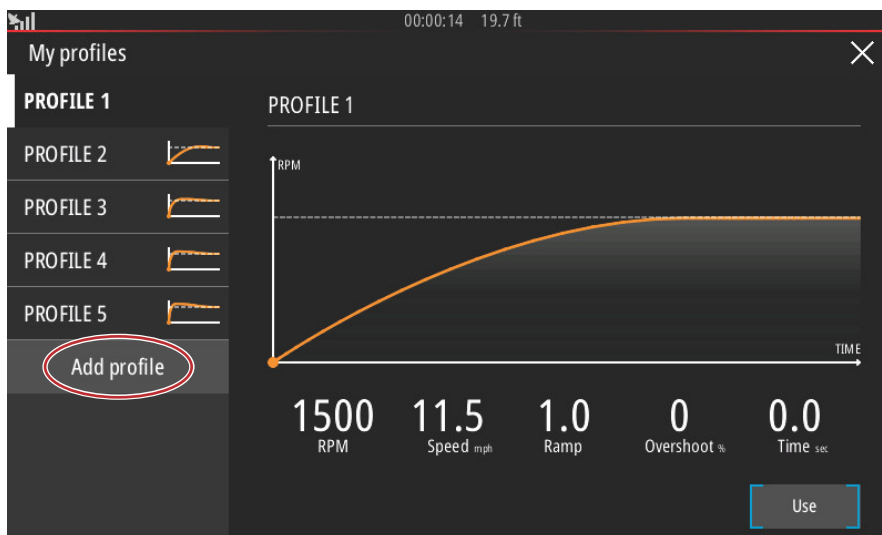 00:00:14 19.7 ft
My profiles
PROFILE 1
PROFILE 2
PROFILE 3
PROFILE 4
PROFILE 5
Add profile
PROFILE 1
RPM
TIME
1500 11.5 1.0 0 0.0
RPM Speed mph Ramp Overshoot % Time sec
Use